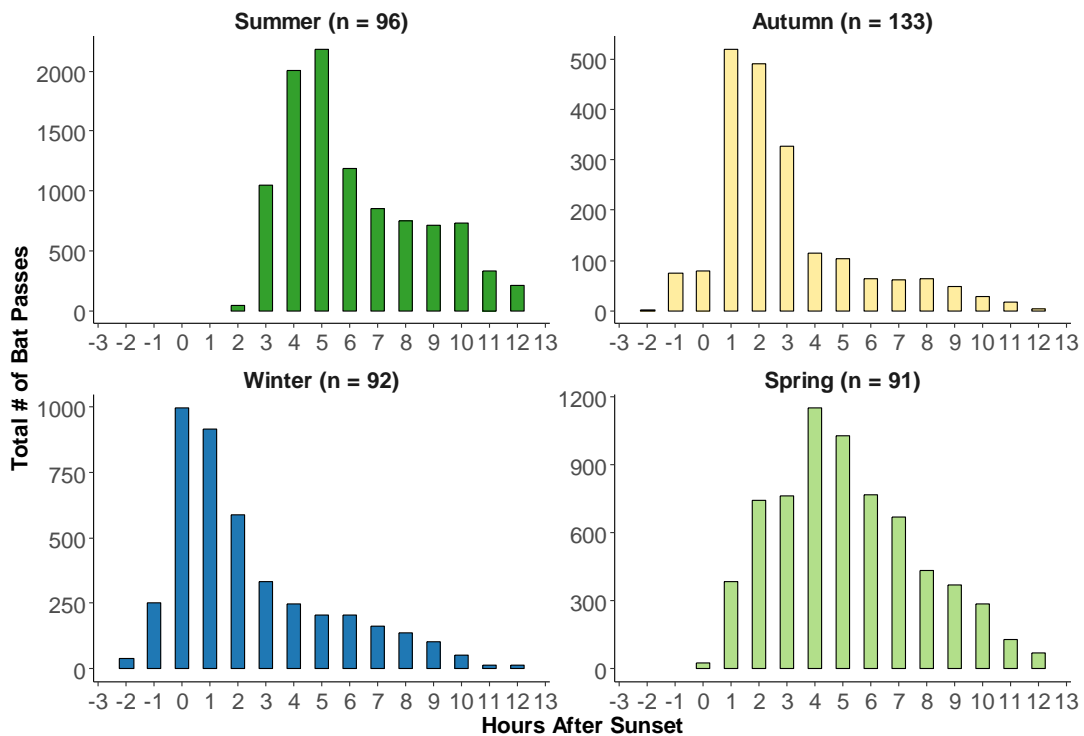 Summer (n = 96)
Autumn (n = 133)
2000
1500
1000
500
0
500
400
300
200
100
0
-3 -2 -1 0 1 2 3 4 5 6 7 8 9 10 11 12 13
-3 -2 -1 0 1 2 3 4 5 6 7 8 9 10 11 12 13
Total # of Bat Passes
Winter (n = 92)
Spring (n = 91)
1000
750
500
250
0
1200
900
600
300
0
-3 -2 -1 0 1 2 3 4 5 6 7 8 9 10 11 12 13
-3 -2 -1 0 1 2 3 4 5 6 7 8 9 10 11 12 13
Hours After Sunset